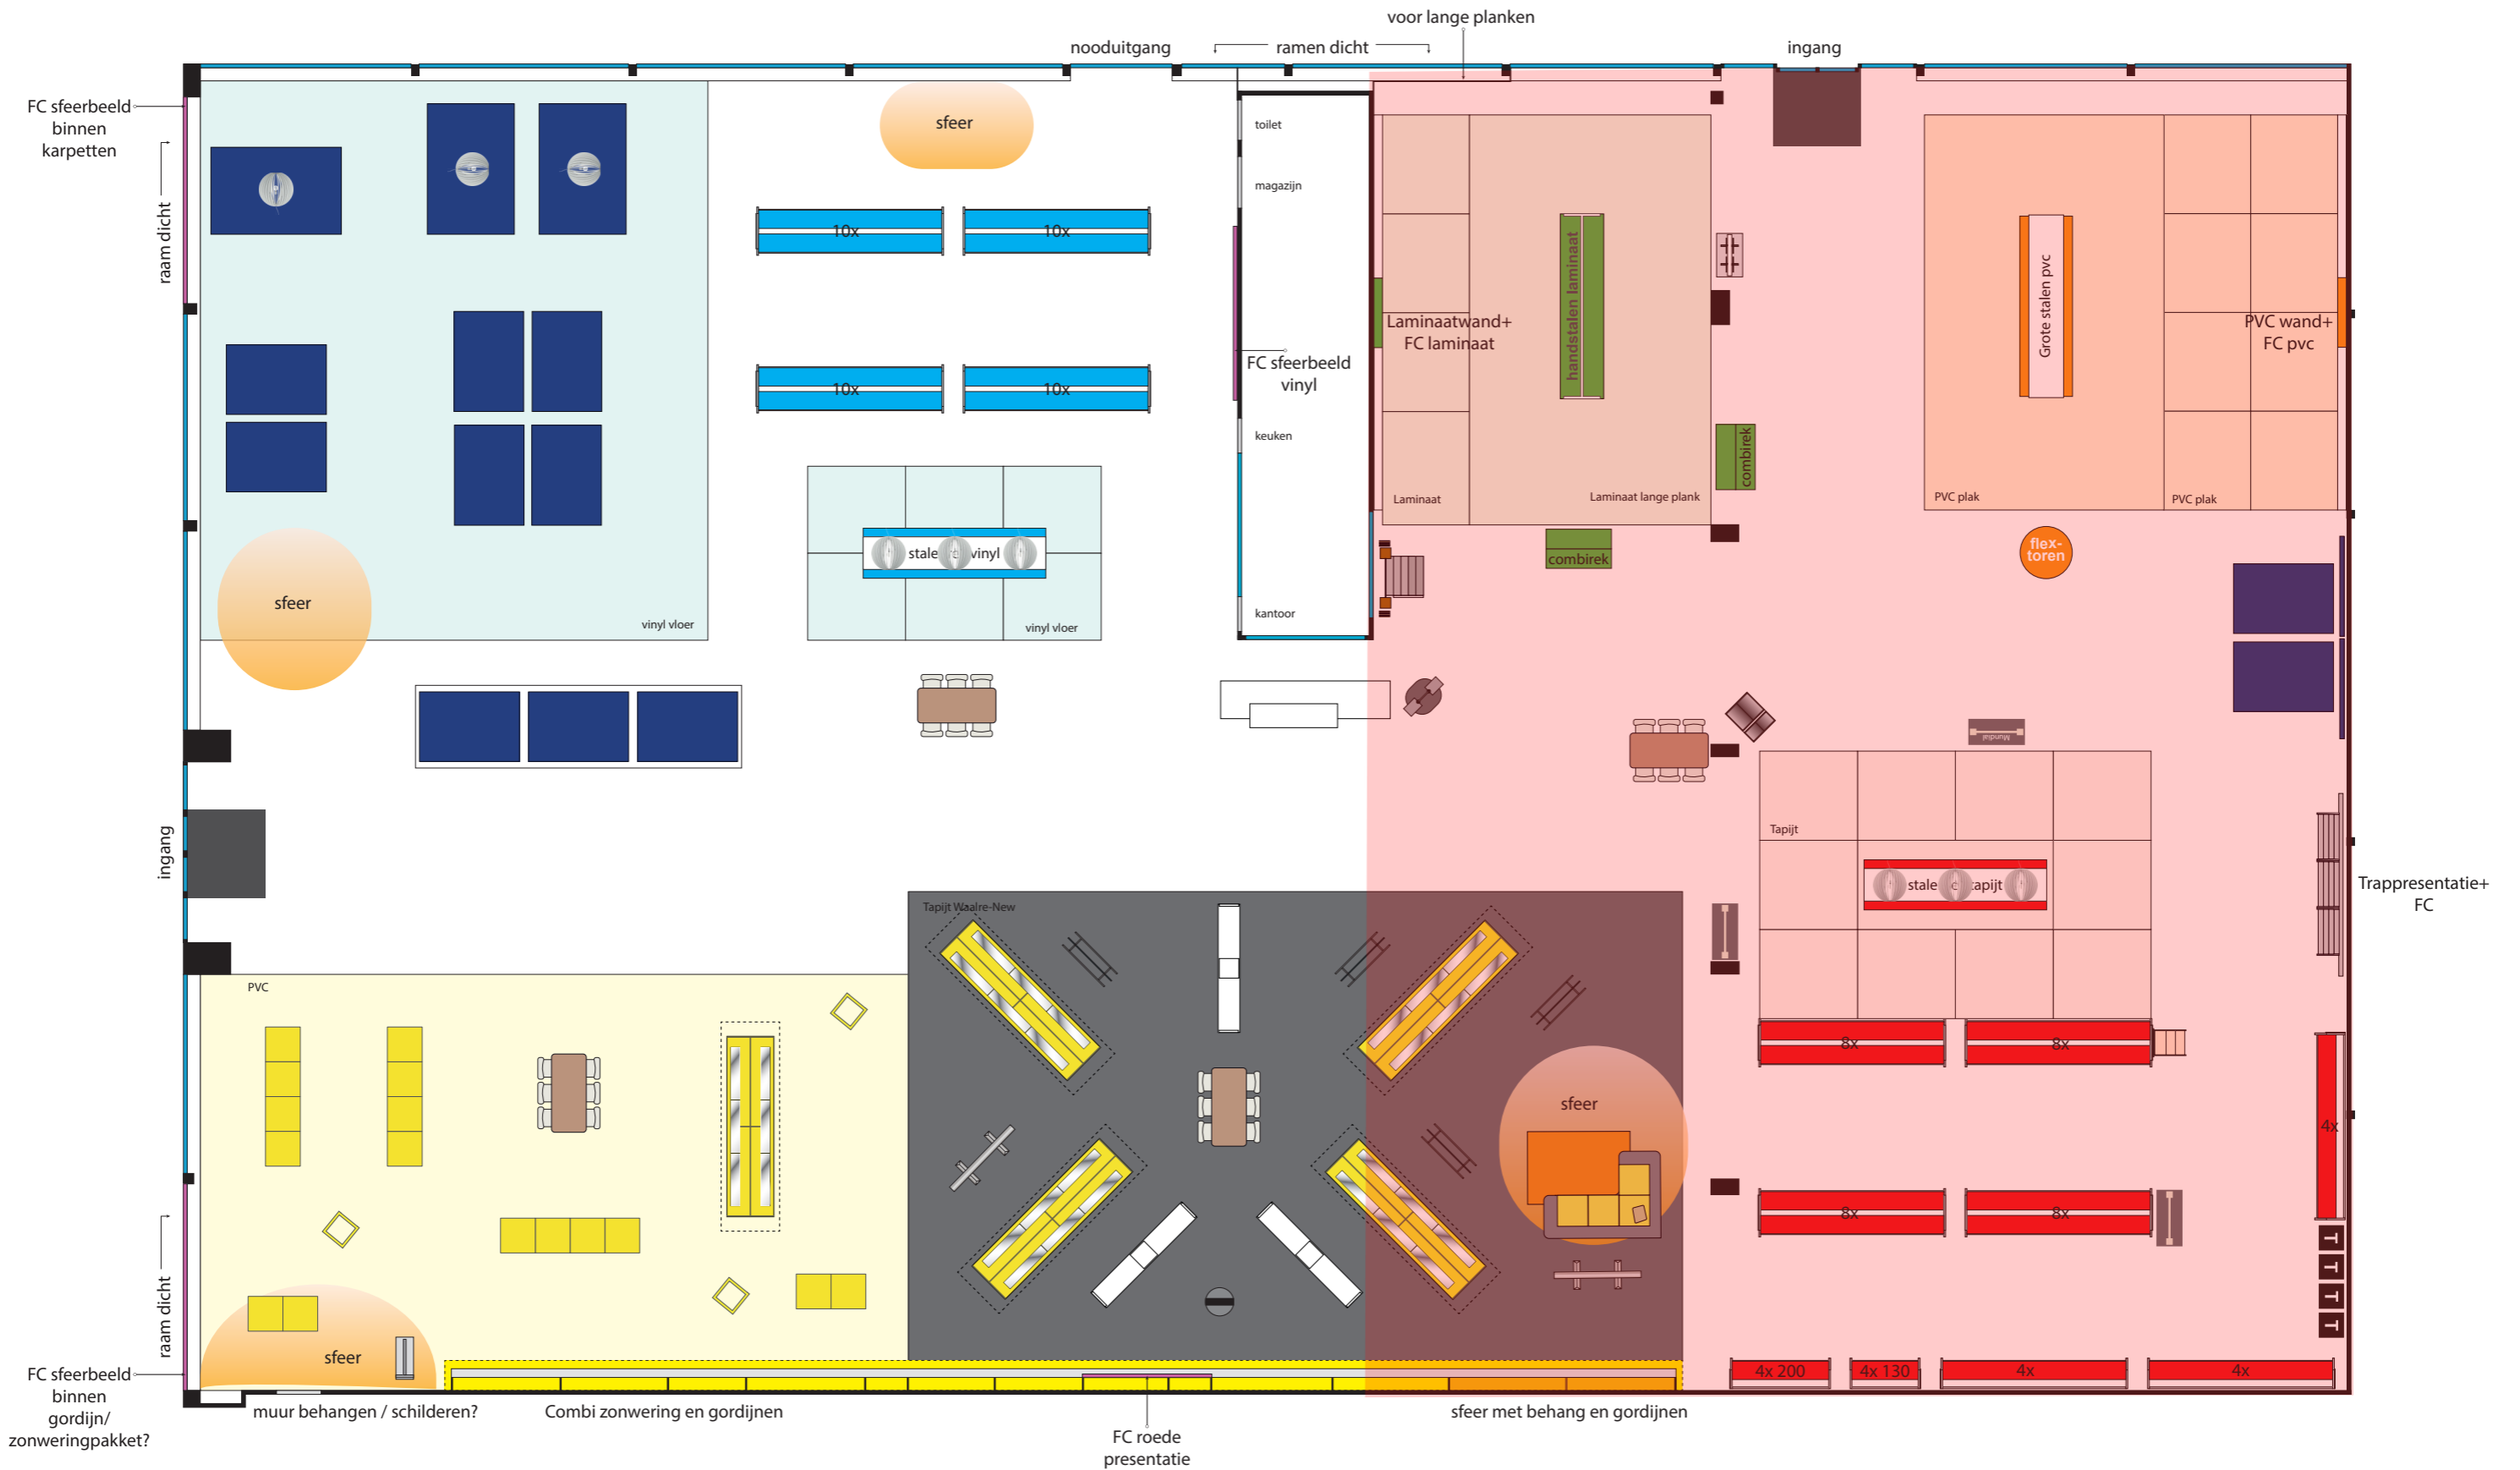 voor lange planken
nooduitgang
ramen dicht
ingang
FC sfeerbeeld
binnen
karpetten
raam dicht
sfeer
toilet
magazijn
10x
10x
handstalen laminaat
Grote stalen pvc
Laminaatwand+
FC laminaat
PVC wand+
FC pvc
FC sfeerbeeld
vinyl
10x
10x
keuken
combirek
Laminaat
Laminaat lange plank
PVC plak
PVC plak
stale
vinyl
combirek
flex-
toren
sfeer
kantoor
vinyl vloer
vinyl vloer
Mundial
ingang
Tapijt
stale
tapijt
Trappresentatie+
FC
Tapijt Waalre-New
PVC
8x
8x
sfeer
4x
8x
8x
T
T
T
T
raam dicht
sfeer
4x 200
4x 130
4x
4x
FC sfeerbeeld
binnen
gordijn/
zonweringpakket?
muur behangen / schilderen?
Combi zonwering en gordijnen
sfeer met behang en gordijnen
FC roede
presentatie